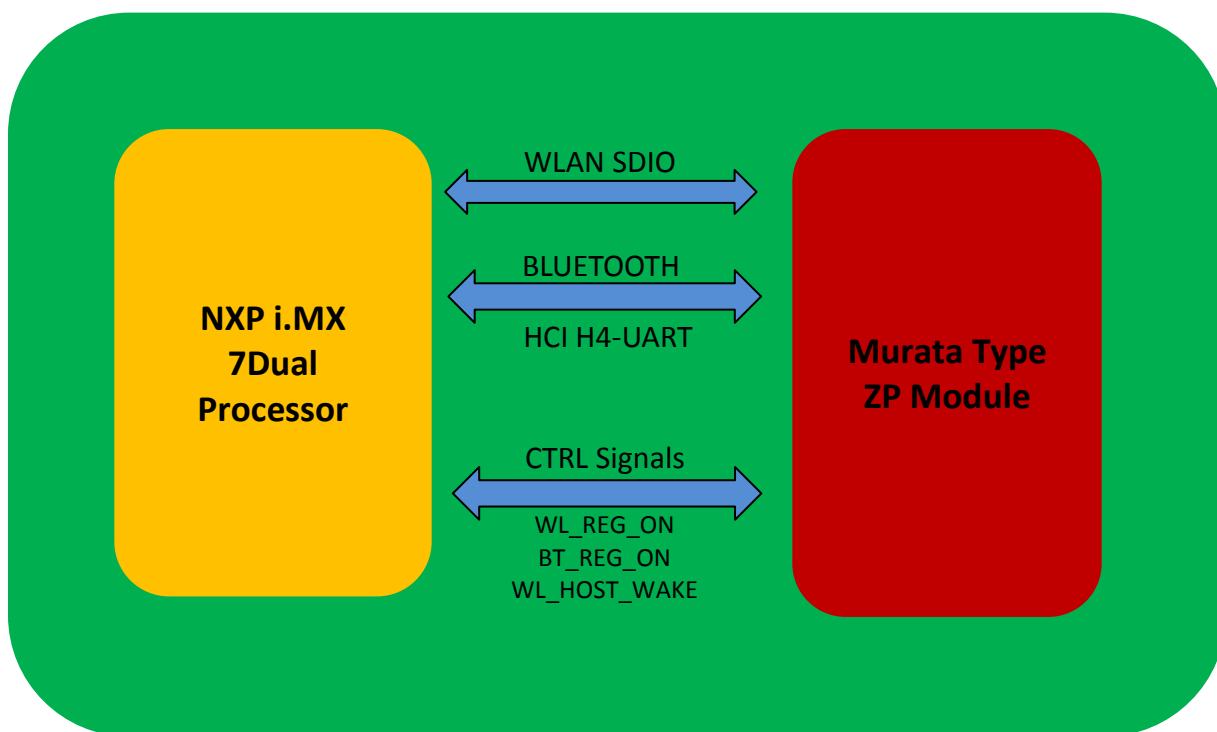 NXP i.MX
7Dual
Processor
WLAN SDIO
BLUETOOTH
HCI H4-UART
CTRL Signals
WL_REG_ON
BT_REG_ON
WL_HOST_WAKE
Murata Type
ZP Module